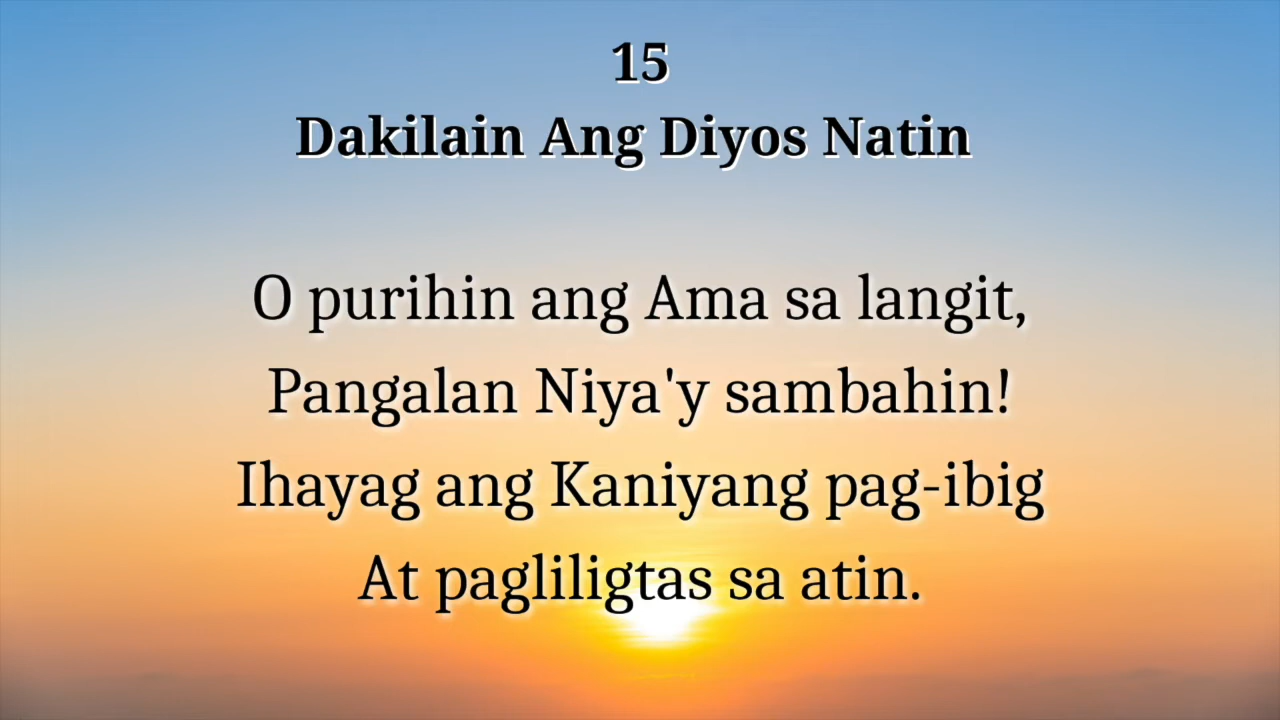 15
Dakilain Ang Diyos Natin
O purihin ang Ama sa langit,
Pangalan Niya'y sambahin!
Ihayag ang Kaniyang pag-ibig
At pagliligtas sa atin.